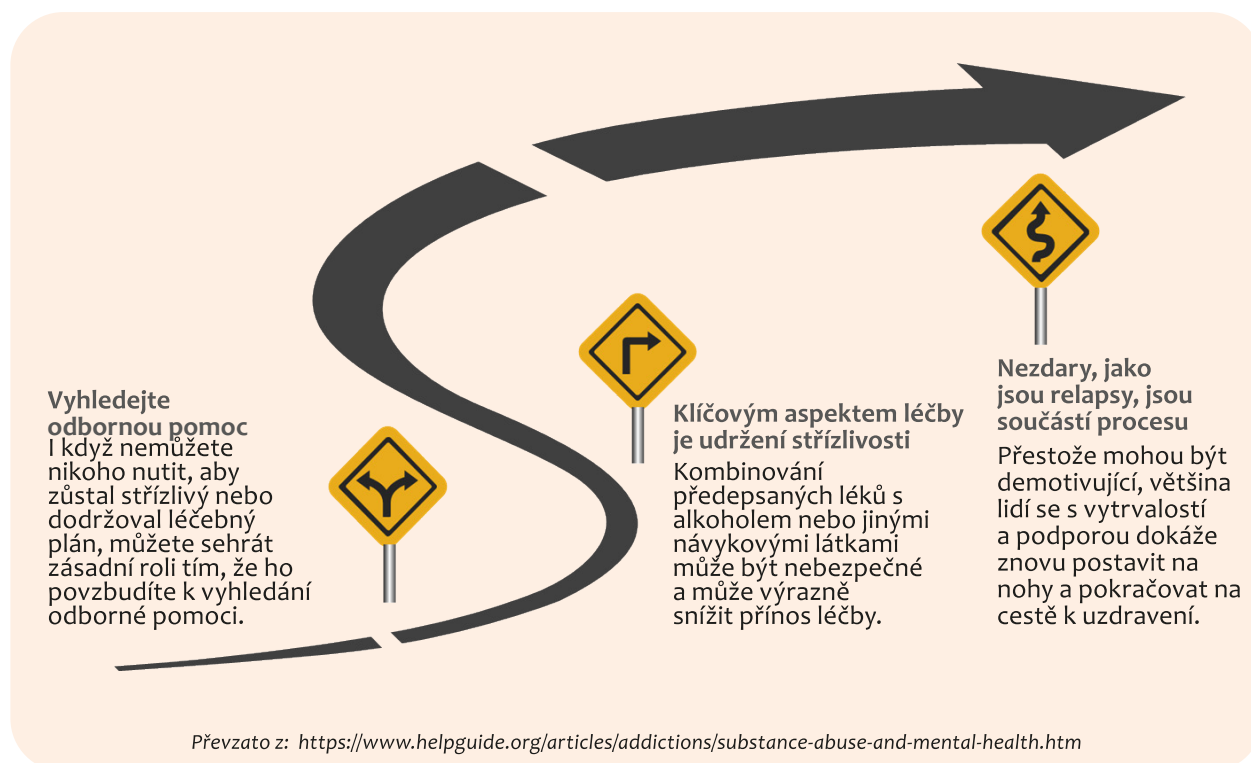 Vyhledejte
odbornou pomoc
I když nemůžete
nikoho nutit, aby
zůstal střízlivý nebo
dodržoval léčebný
plán, můžete sehrát
zásadní roli tím, že ho
povzbudíte k vyhledání
odborné pomoci.
Klíčovým aspektem léčby
je udržení střízlivosti
Kombinování
předepsaných léků s
alkoholem nebo jinými
návykovými látkami
může být nebezpečné
a může výrazně
snížit přínos léčby.
Nezdary, jako
jsou relapsy, jsou
součástí procesu
Přestože mohou být
demotivující, většina
lidí se s vytrvalostí
a podporou dokáže
znovu postavit na
nohy a pokračovat na
cestě k uzdravení.
Převzato z: https://www.helpguide.org/articles/addictions/substance-abuse-and-mental-health.htm